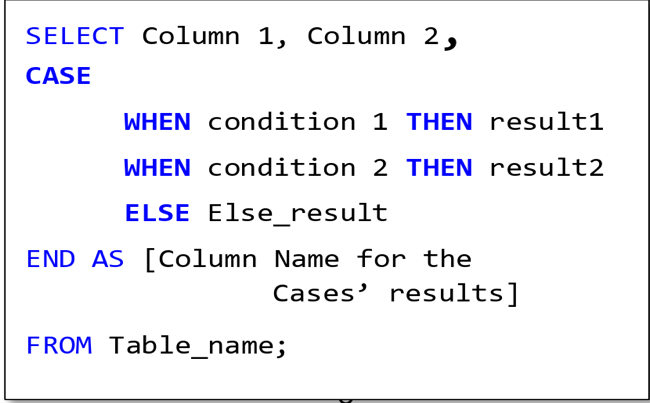 SELECT Column 1, Column 2,
CASE
WHEN condition 1 THEN result1
WHEN condition 2 THEN result2
ELSE Else_result
END AS [Column Name for the
Cases’ results]
FROM Table_name;